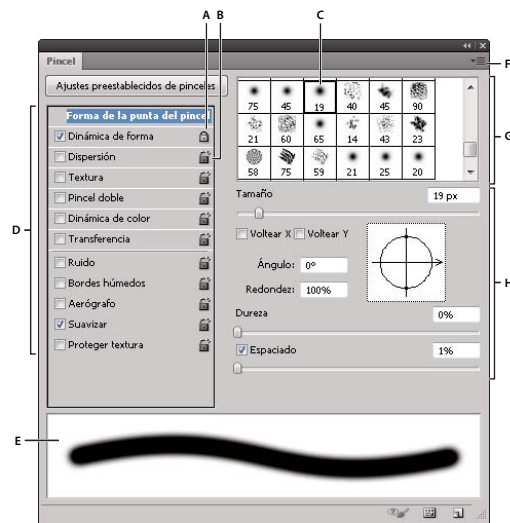 A B C
Pincel
F
Ajustes preestablecidos de pinceles
Forma de la punta del pincel
Dinámica de forma
Dispersión
Textura
Pincel doble
Dinámica de color
Transferencia
Ruido
Bordes húmedos
Aerógrafo
Suavizar
Proteger textura
D
75 45 19 40 45 90
21 60 65 14 43 23
58 75 59 21 25 20
G
Tamaño 19 px
Voltear X Voltear Y
Ángulo: 0°
Redondez: 100%
H
Dureza 0%
Espaciado 1%
E